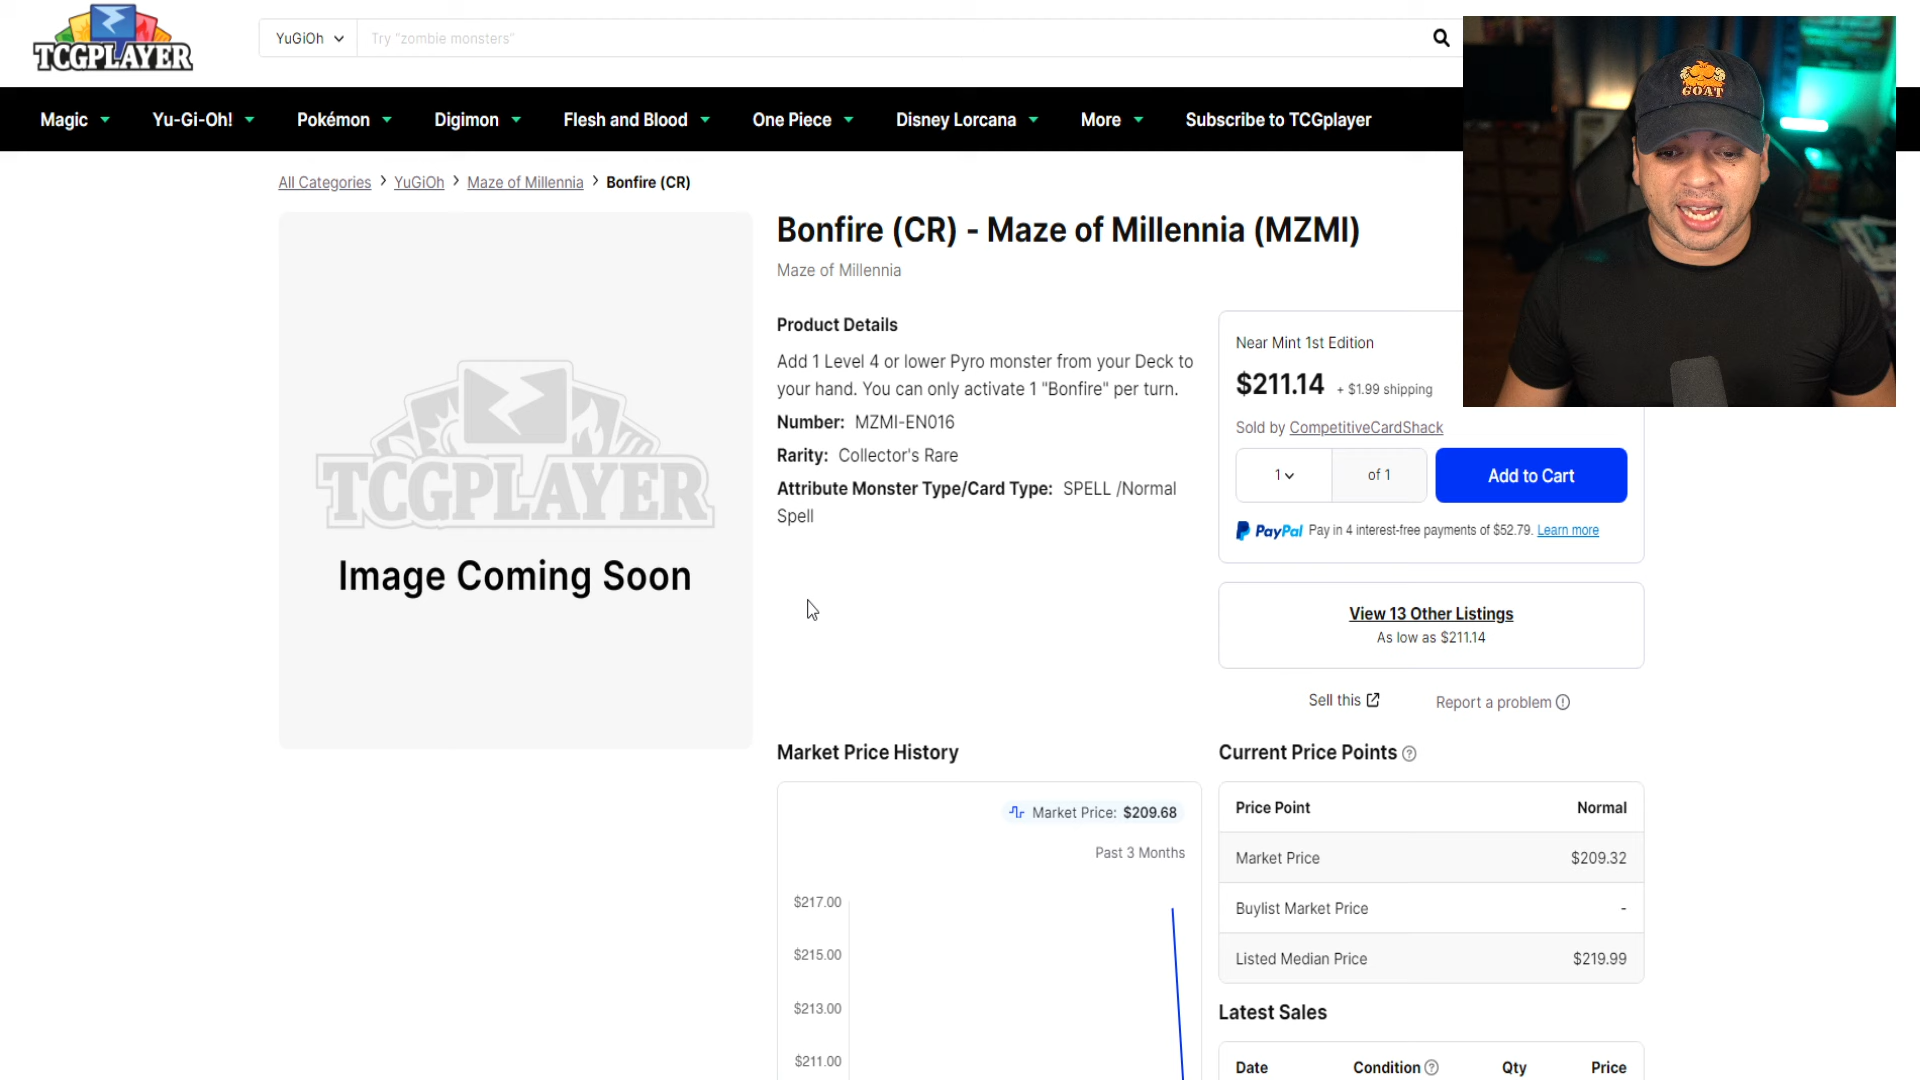 TCGPLAYER
YuGiOh
Try "zombie monsters"
GOAT
Magic
Yu-Gi-Oh!
Pokémon
Digimon
Flesh and Blood
One Piece
Disney Lorcana
More
Subscribe to TCGplayer
All Categories > YuGiOh > Maze of Millennia > Bonfire (CR)
TCGPLAYER
Image Coming Soon
Bonfire (CR) - Maze of Millennia (MZMI)
Maze of Millennia
Product Details
Add 1 Level 4 or lower Pyro monster from your Deck to
your hand. You can only activate 1 "Bonfire" per turn.
Number: MZMI-EN016
Rarity: Collector's Rare
Attribute Monster Type/Card Type: SPELL /Normal
Spell
Near Mint 1st Edition
$211.14 + $1.99 shipping
Sold by CompetitiveCardShack
1
of 1
Add to Cart
PayPal Pay in 4 interest-free payments of $52.79. Learn more
View 13 Other Listings
As low as $211.14
Sell this
Report a problem
Market Price History
Market Price: $209.68
Past 3 Months
$217.00
$215.00
$213.00
$211.00
Current Price Points
Price Point Normal
Market Price $209.32
Buylist Market Price -
Listed Median Price $219.99
Latest Sales
Date Condition Qty Price